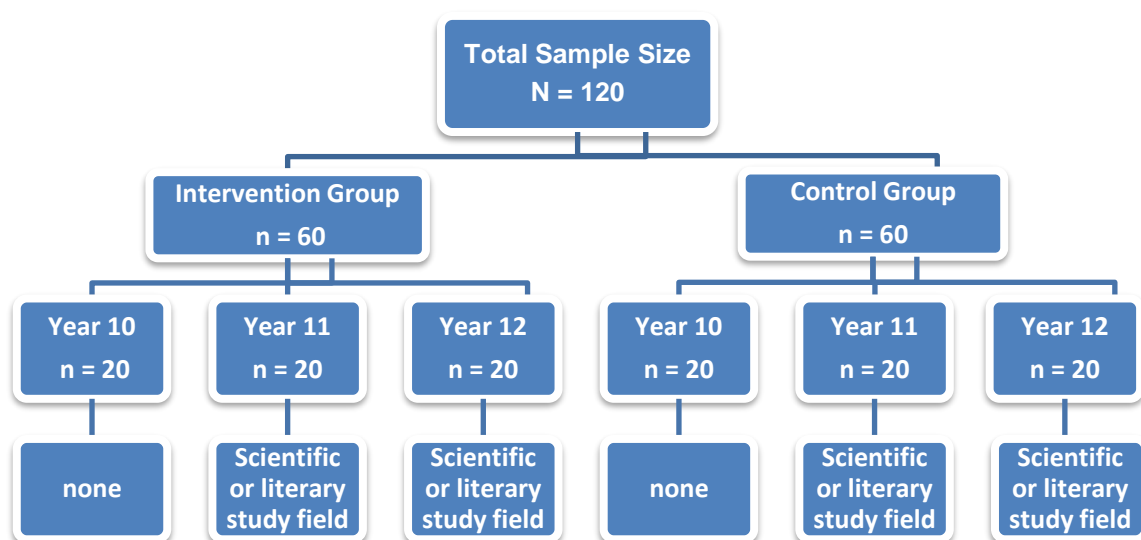 Total Sample Size
N = 120
Intervention Group
n = 60
Control Group
n = 60
Year 10
n = 20
Year 11
n = 20
Year 12
n = 20
Year 10
n = 20
Year 11
n = 20
Year 12
n = 20
none
Scientific
or literary
study field
Scientific
or literary
study field
none
Scientific
or literary
study field
Scientific
or literary
study field